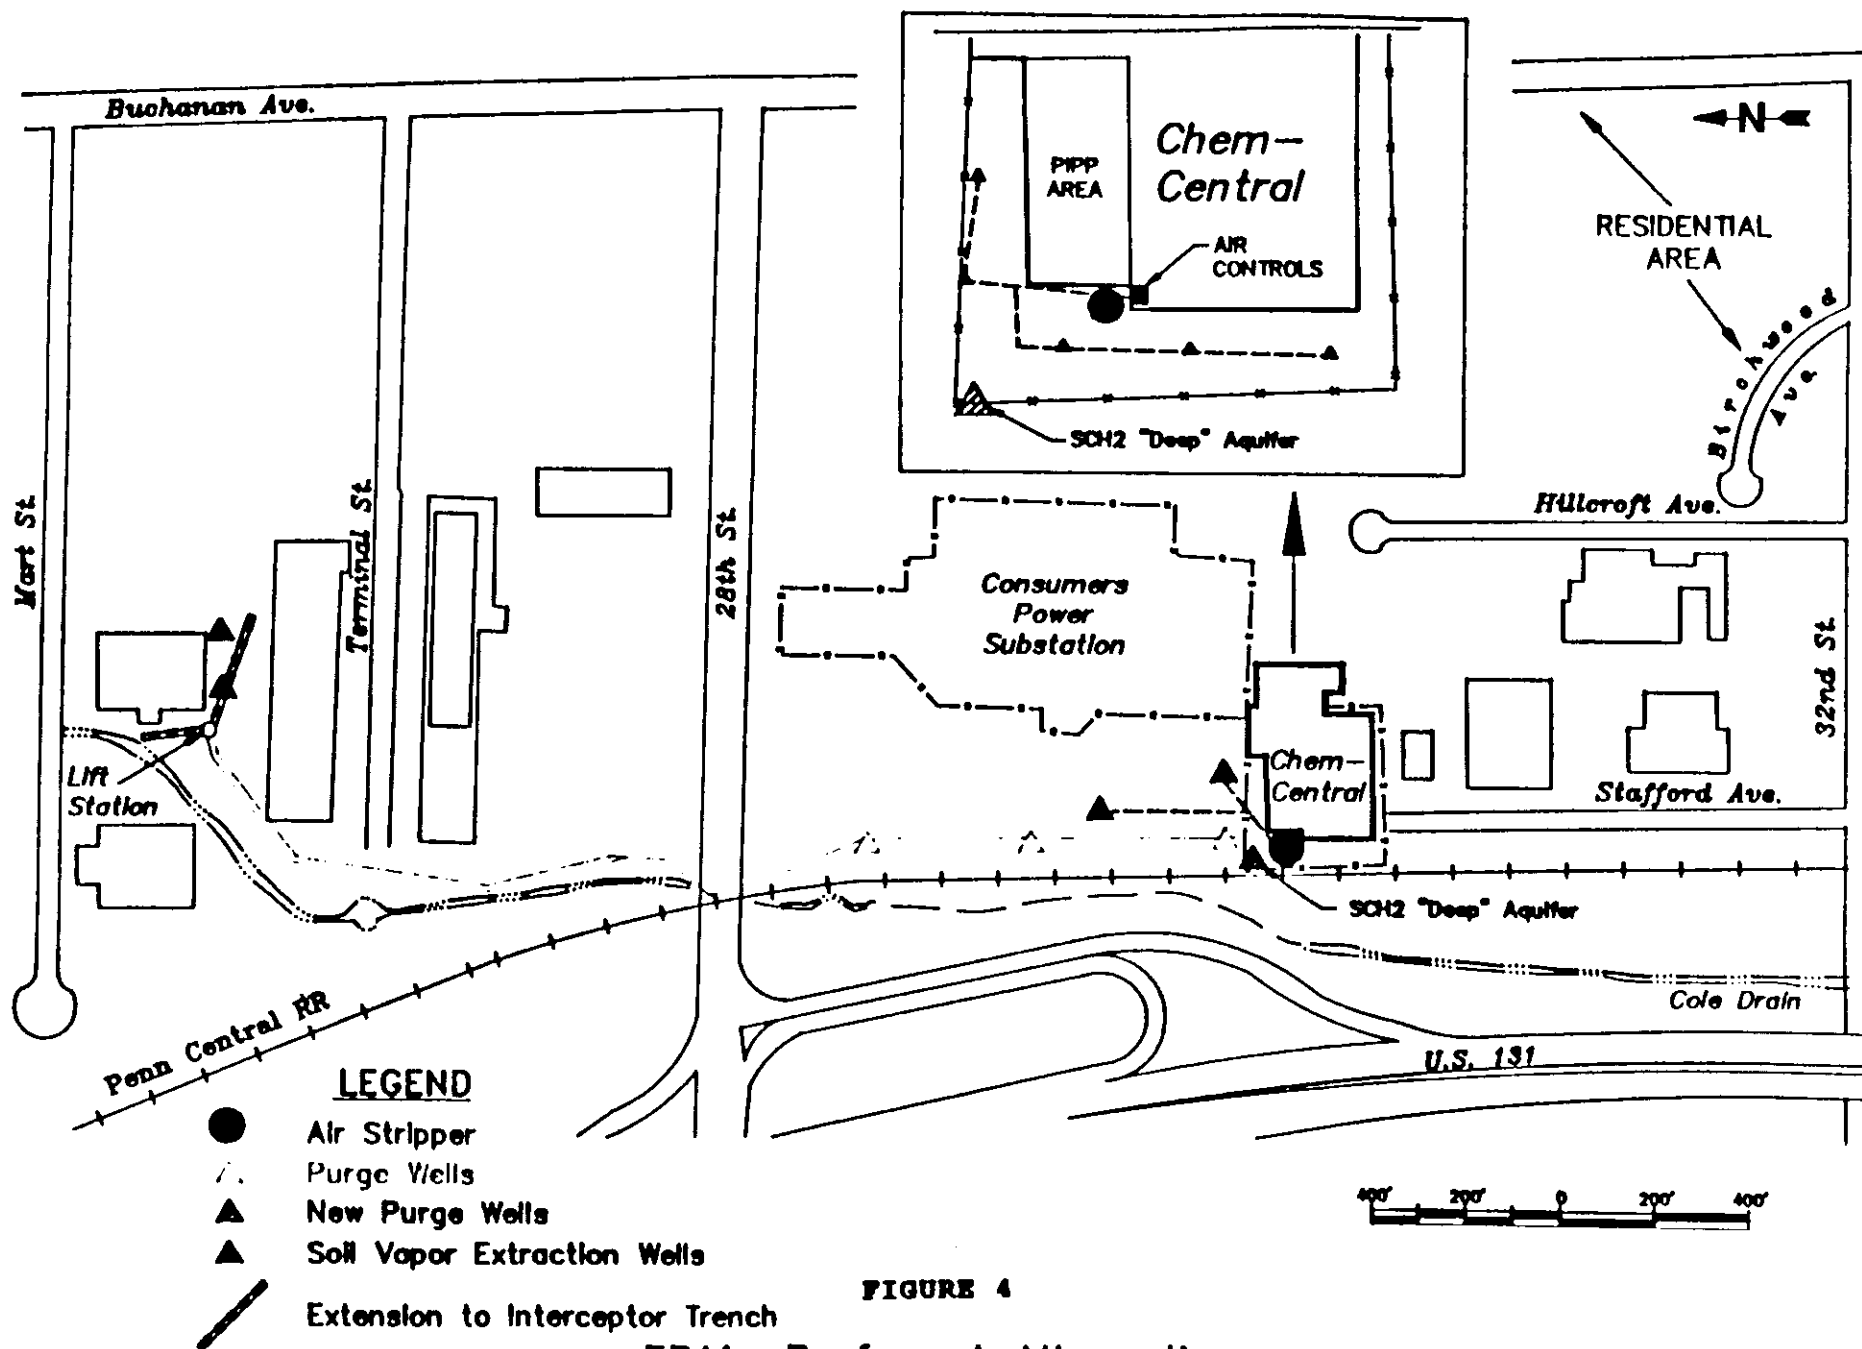 Buchanan Ave.
Chem-
Central
PIPP
AREA
AIR
CONTROLS
SCH2 "Deep" Aquifer
N
RESIDENTIAL
AREA
Birchwood
Ave
Hillcroft Ave.
Mart St.
Terminal St.
28th St.
Consumers
Power
Substation
32nd St.
Lift
Station
Chem-
Central
Stafford Ave.
SCH2 "Deep" Aquifer
Cole Drain
Penn Central RR
U.S. 131
LEGEND
Air Stripper
Purge Wells
New Purge Wells
Soil Vapor Extraction Wells
Extension to Interceptor Trench
400' 200' 0 200' 400'
FIGURE 4